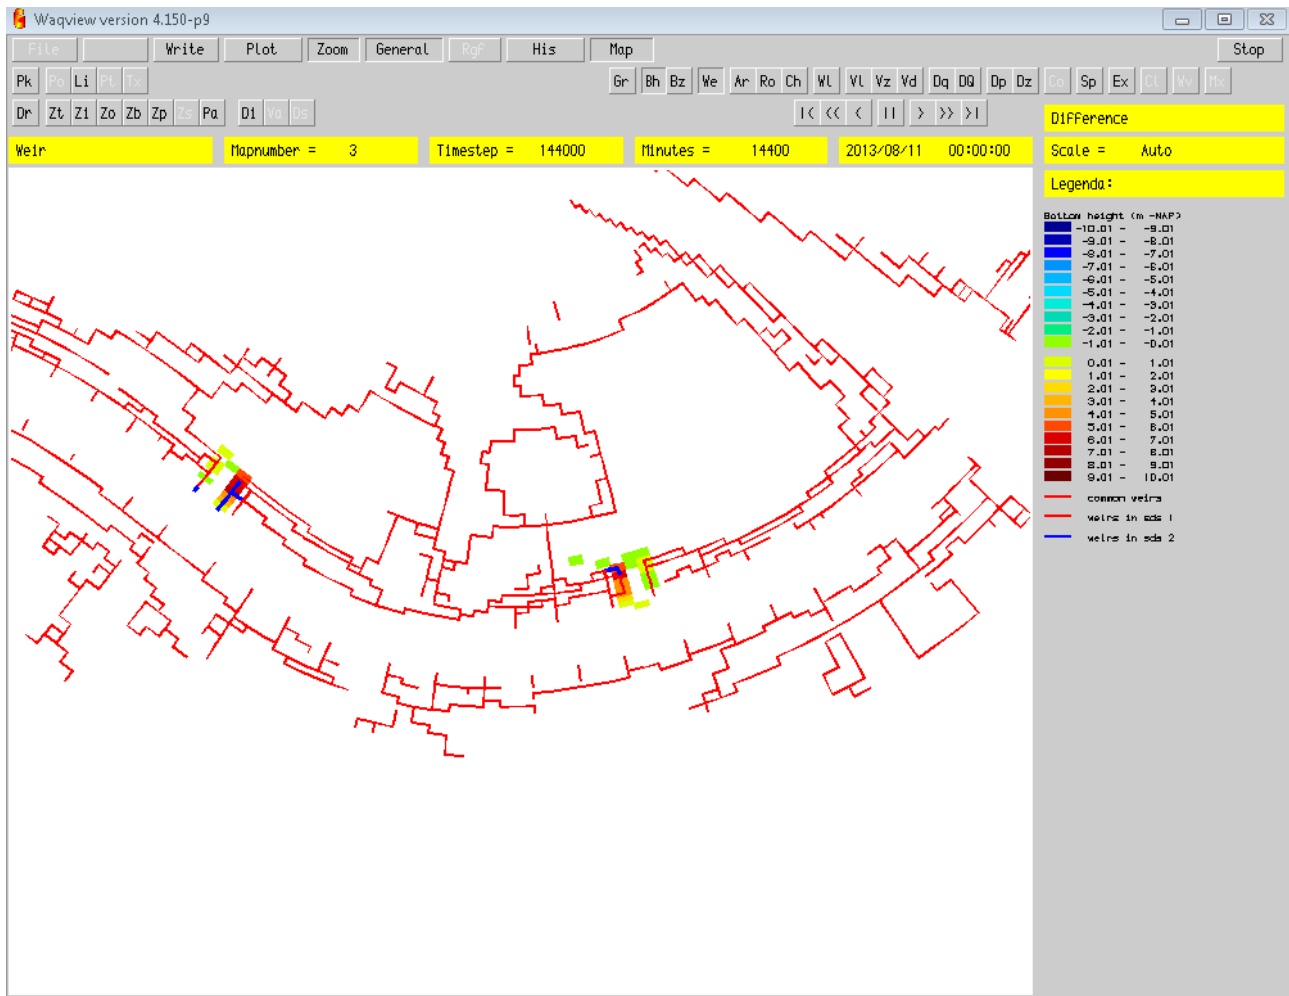 Waqview version 4.150-p9
File Write Plot Zoom General Rgf His Map Stop
Pk Po Li Pt Tx Gr Bh Bz We Ar Ro Ch Wl Vl Vz Vd Dq DQ Dp Dz Co Sp Ex Cl Wv Mx
Dr Zt Zi Zo Zb Zp Zs Pa Di Va Ds |< << < || > >> >|
Difference
Weir Mapnumber = 3 Timestep = 144000 Minutes = 14400 2013/08/11 00:00:00 Scale = Auto
Legenda:
Bottom height (m -NAP)
-10.01 - -9.01
-9.01 - -8.01
-8.01 - -7.01
-7.01 - -6.01
-6.01 - -5.01
-5.01 - -4.01
-4.01 - -3.01
-3.01 - -2.01
-2.01 - -1.01
-1.01 - -0.01
0.01 - 1.01
1.01 - 2.01
2.01 - 3.01
3.01 - 4.01
4.01 - 5.01
5.01 - 6.01
6.01 - 7.01
7.01 - 8.01
8.01 - 9.01
9.01 - 10.01
common weirs
weirs in sds 1
weirs in sds 2